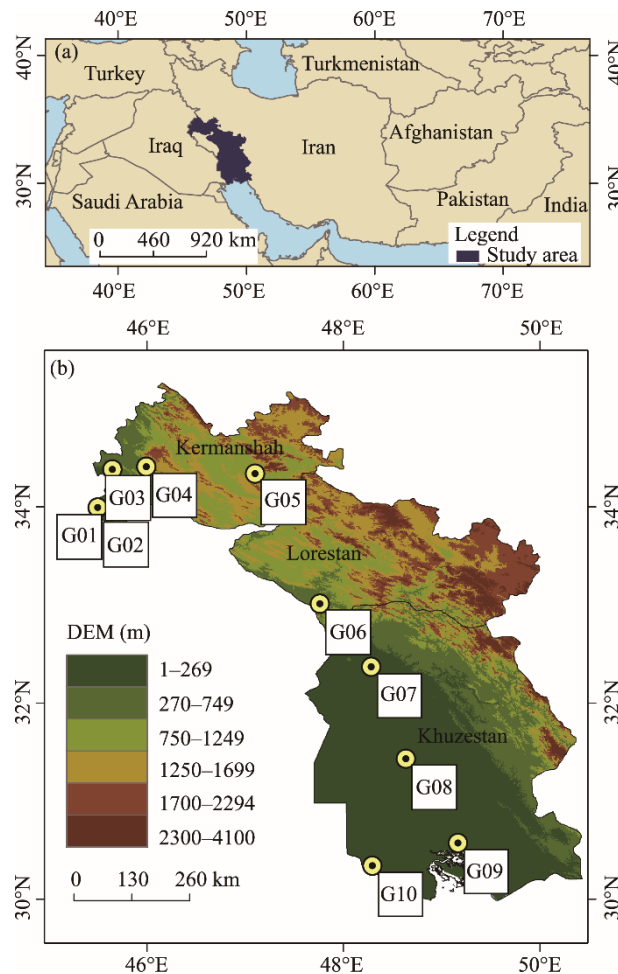 40°E 50°E 60°E 70°E
(a)
40°N
40°N
Turkey
Turkmenistan
Iraq
Iran
Afghanistan
30°N
30°N
Saudi Arabia
Pakistan
India
0 460 920 km
Legend
Study area
40°E 50°E 60°E 70°E
46°E 48°E 50°E
(b)
Kermanshah
34°N
34°N
G03
G04
G05
G01
G02
Lorestan
G06
DEM (m)
1–269
G07
270–749
32°N
32°N
750–1249
Khuzestan
1250–1699
G08
1700–2294
2300–4100
G09
G10
0 130 260 km
30°N
30°N
46°E 48°E 50°E